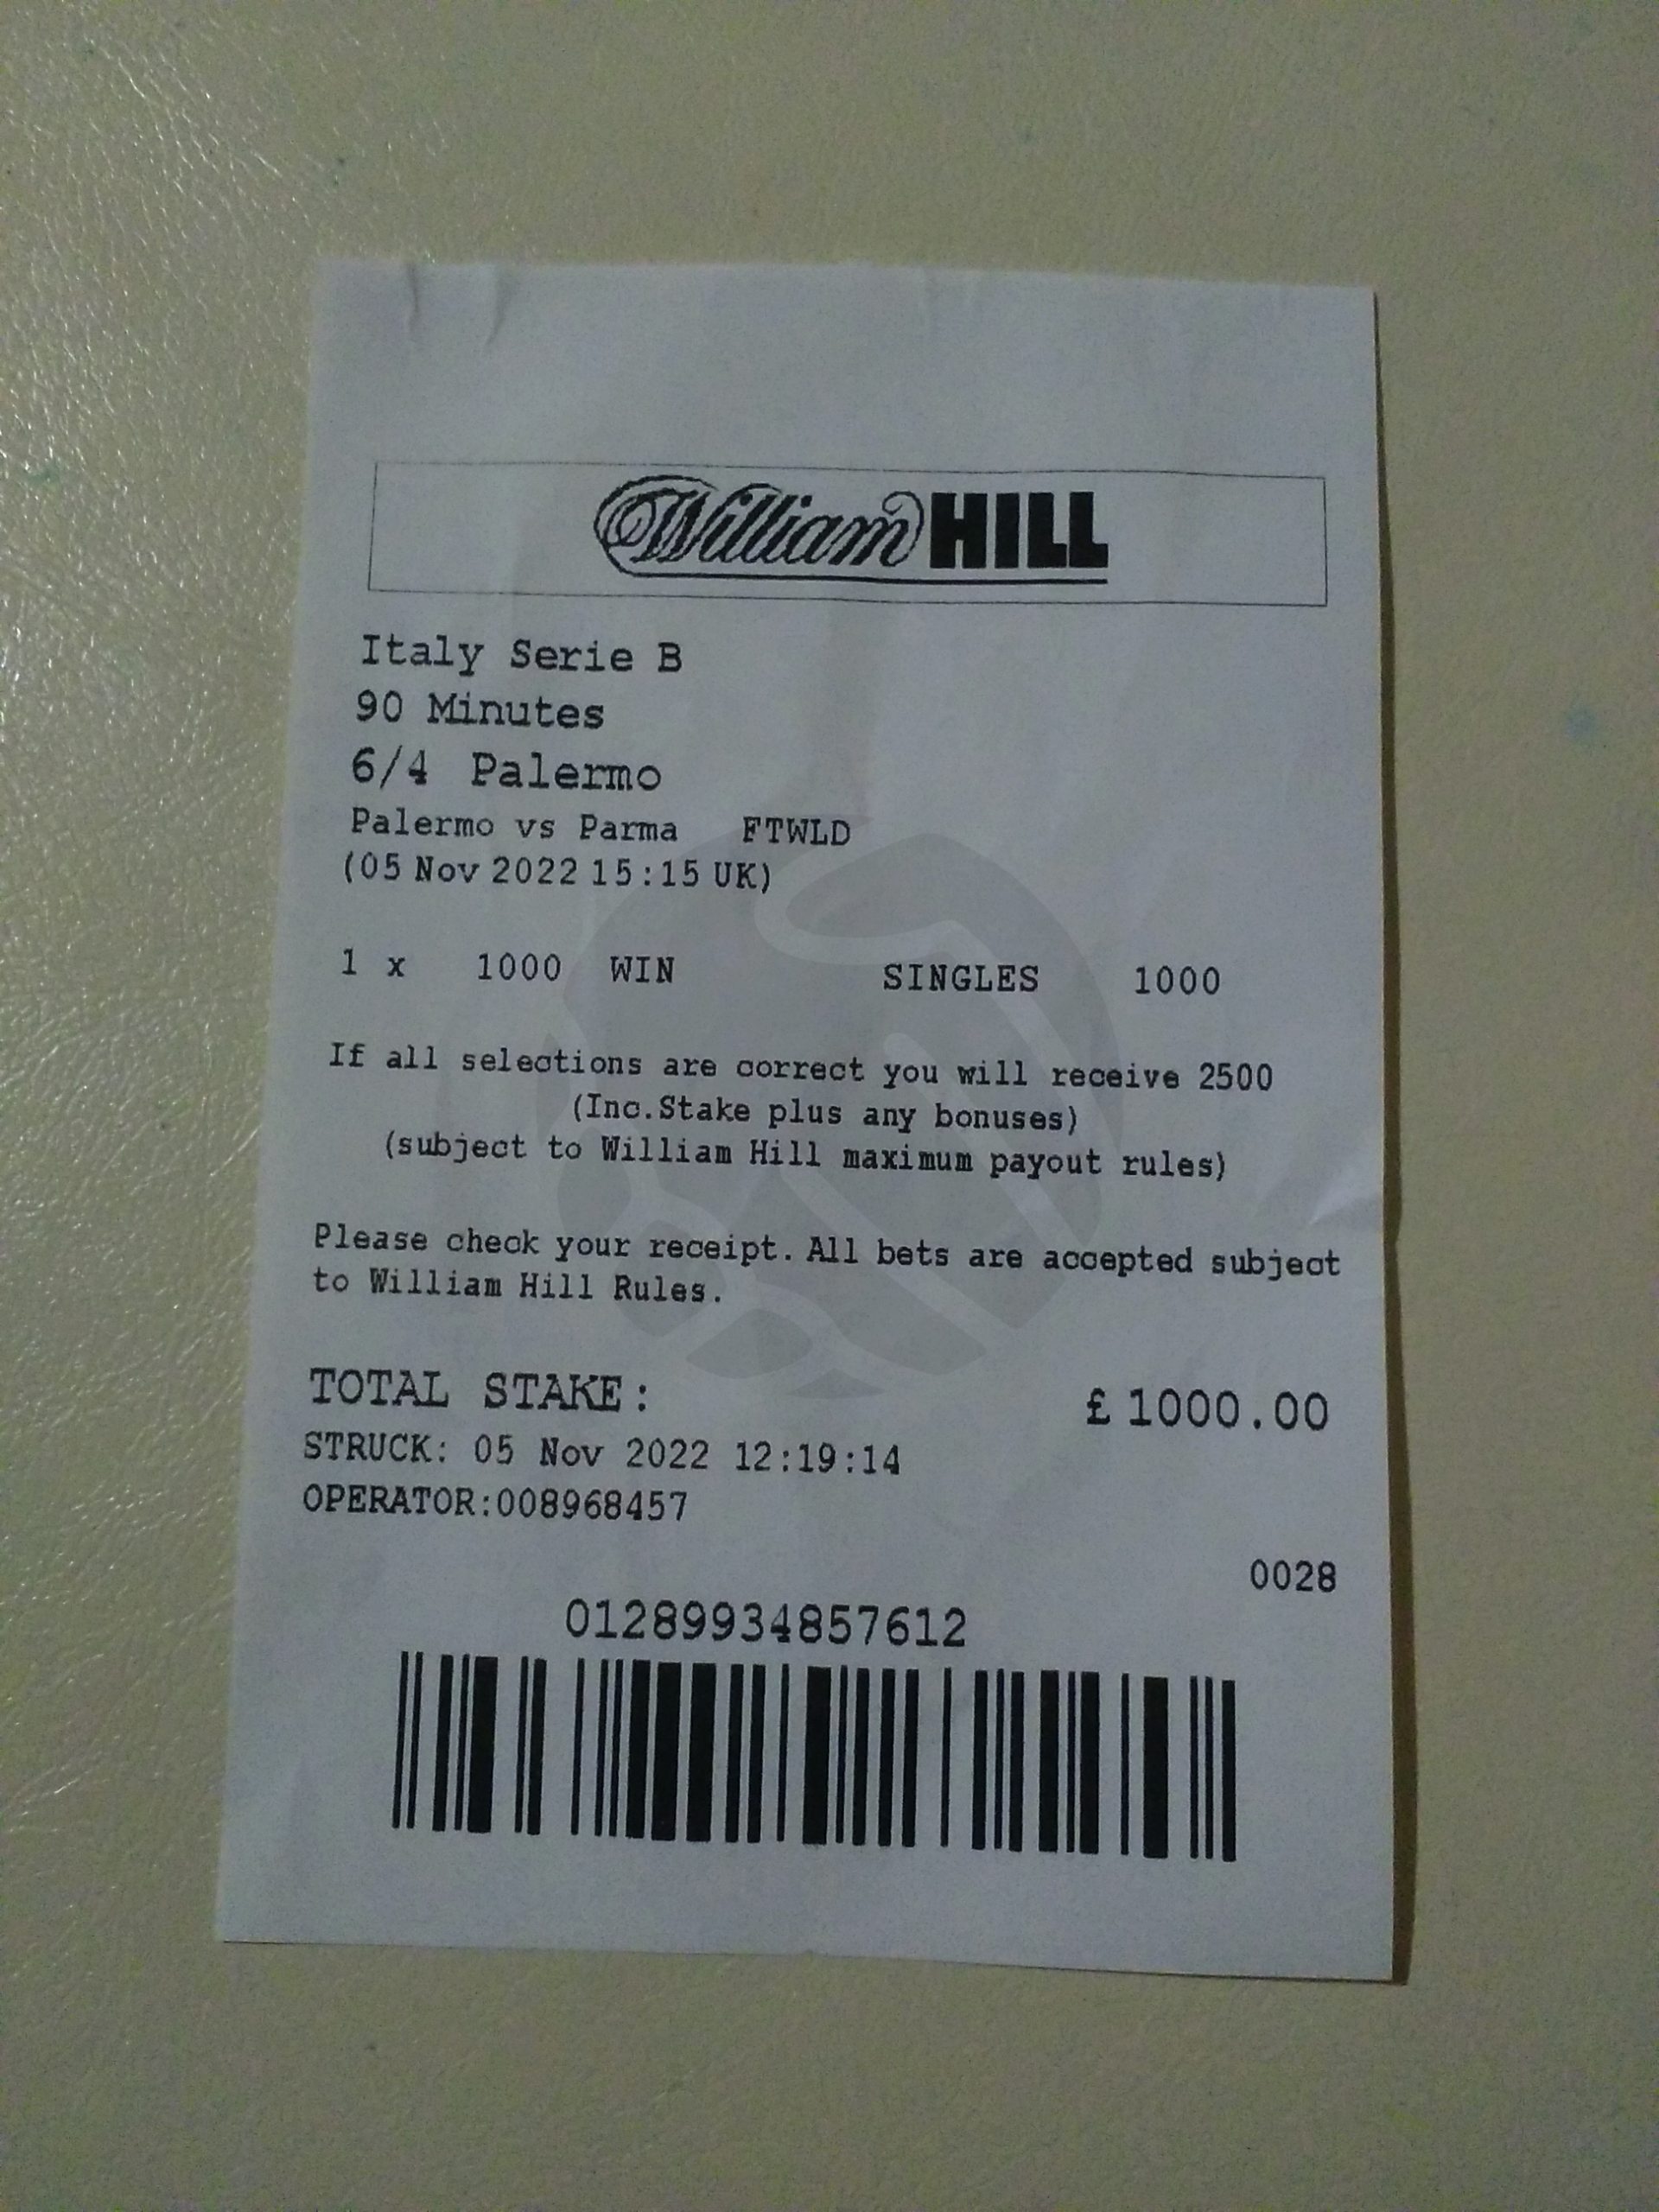 William HILL
Italy Serie B
90 Minutes
6/4 Palermo
Palermo vs Parma FTWLD
(05 Nov 2022 15:15 UK)
1 x 1000 WIN SINGLES 1000
If all selections are correct you will receive 2500
(Inc.Stake plus any bonuses)
(subject to William Hill maximum payout rules)
Please check your receipt. All bets are accepted subject
to William Hill Rules.
TOTAL STAKE: £1000.00
STRUCK: 05 Nov 2022 12:19:14
OPERATOR:008968457
0028
01289934857612